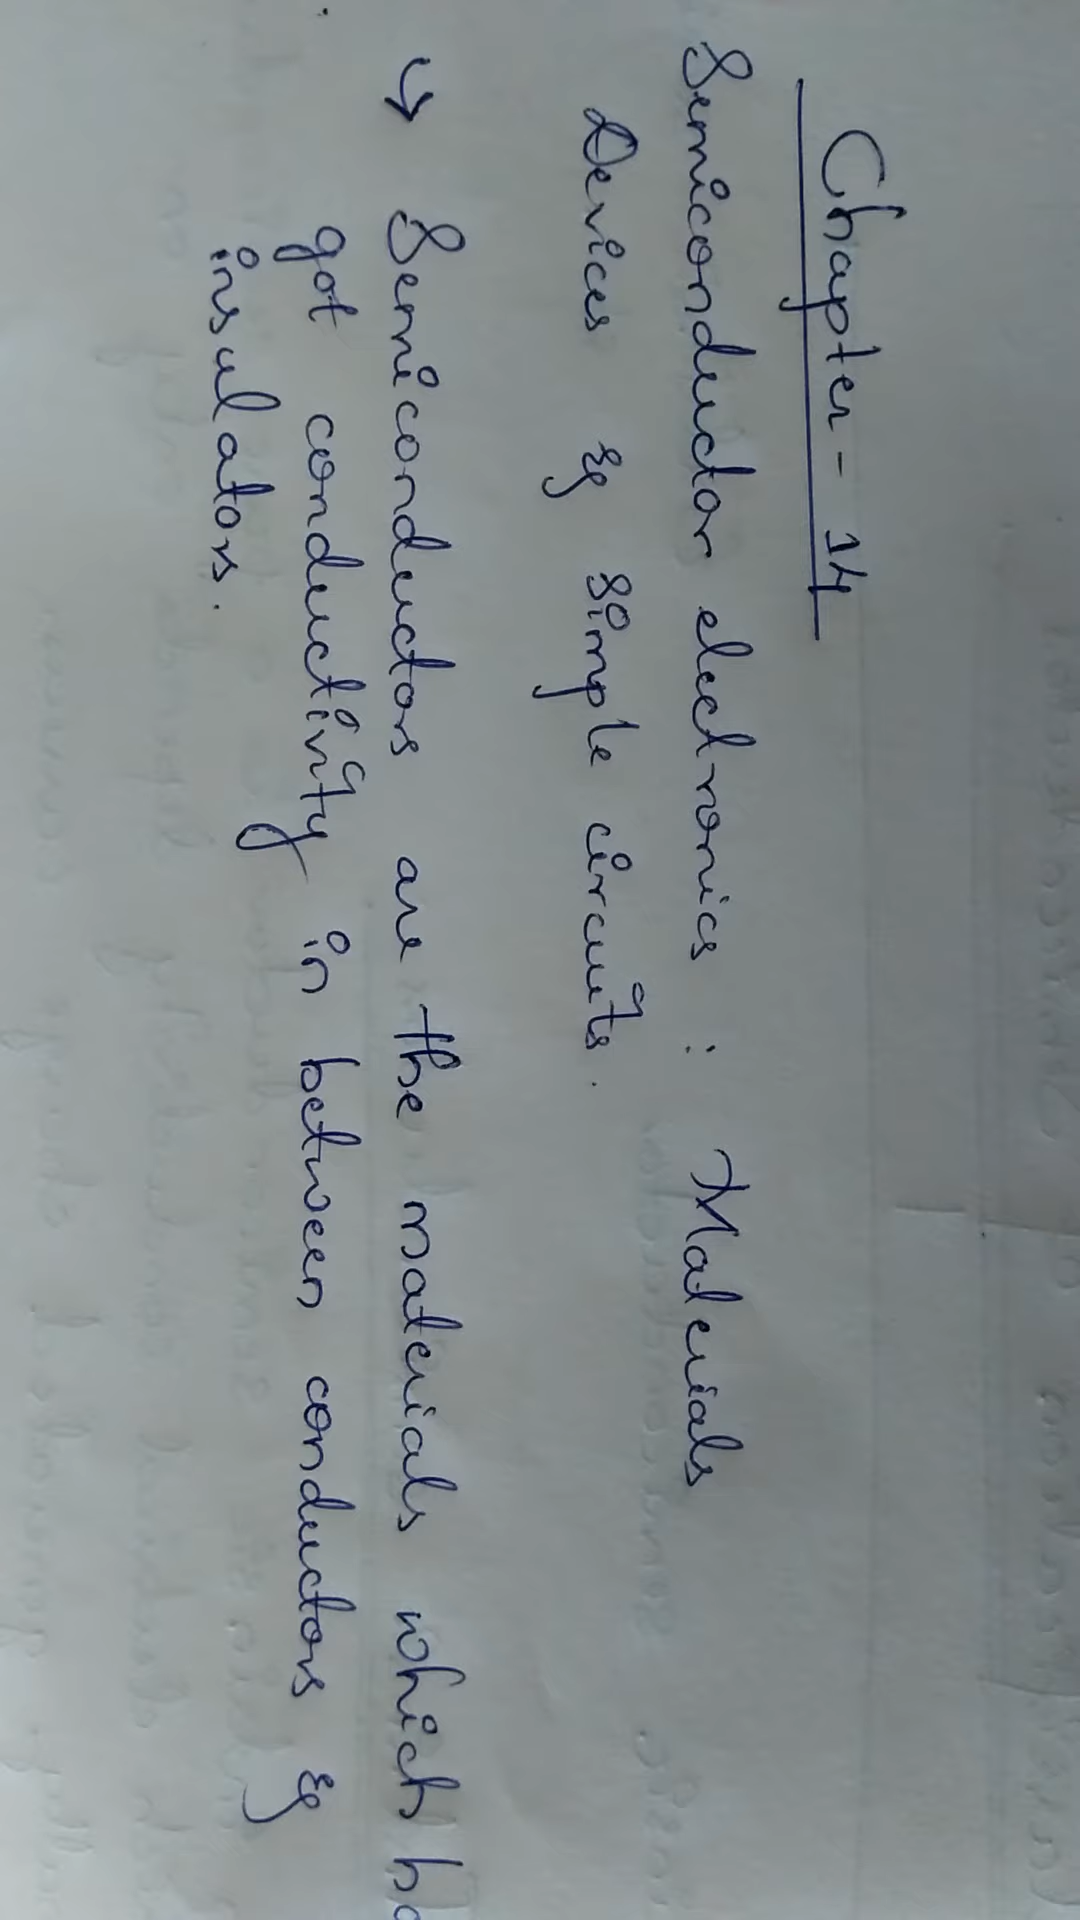 Chapter - 14
Semiconductor electronics : Materials
Devices & simple circuits.
→ Semiconductors are the materials which
got conductivity in between conductors &
insulators.